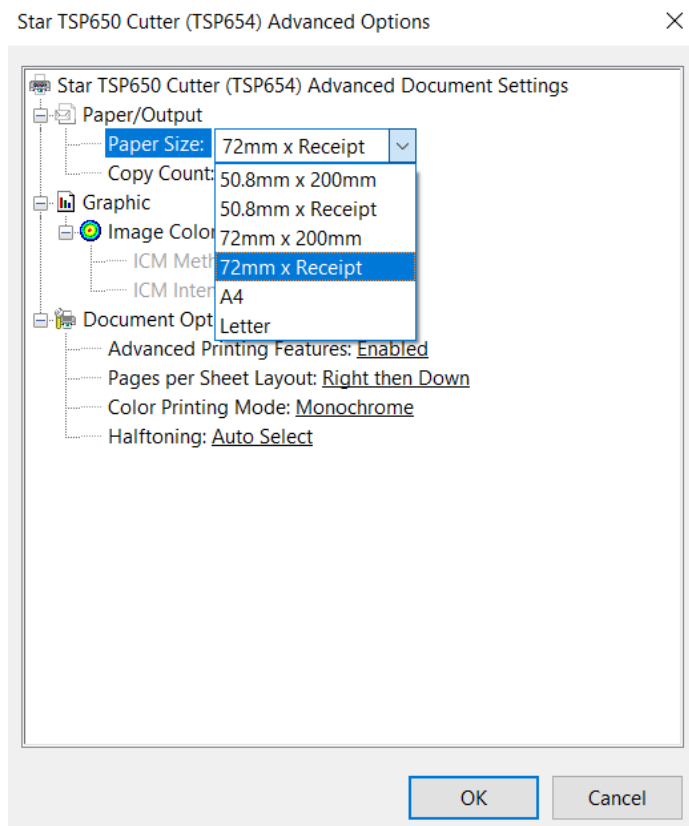 Star TSP650 Cutter (TSP654) Advanced Options
Star TSP650 Cutter (TSP654) Advanced Document Settings
Paper/Output
Paper Size: 72mm x Receipt
Copy Count:
50.8mm x 200mm
50.8mm x Receipt
72mm x 200mm
72mm x Receipt
A4
Letter
Graphic
Image Color
ICM Meth
ICM Inter
Document Opt
Advanced Printing Features: Enabled
Pages per Sheet Layout: Right then Down
Color Printing Mode: Monochrome
Halftoning: Auto Select
OK
Cancel